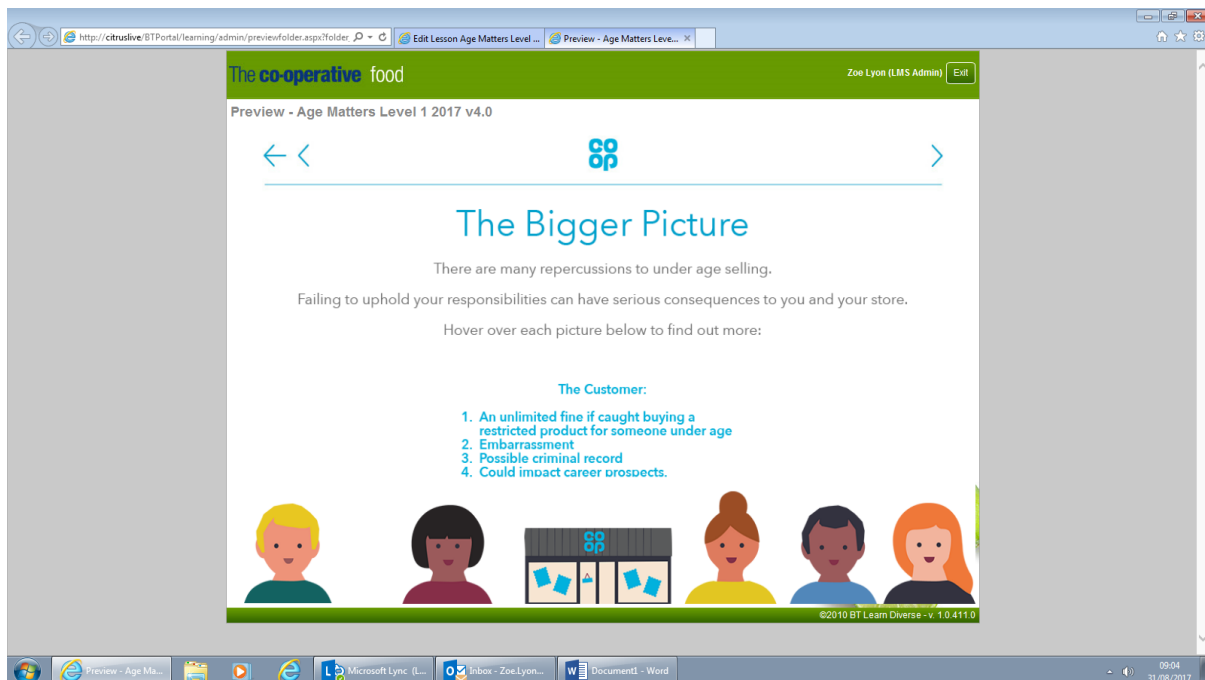 http://citruslive/BTPortal/learning/admin/previewfolder.aspx?folder
Edit Lesson Age Matters Level ...
Preview - Age Matters Leve...
The co-operative food
Zoe Lyon (LMS Admin)
Exit
Preview - Age Matters Level 1 2017 v4.0
CO
OP
The Bigger Picture
There are many repercussions to under age selling.
Failing to uphold your responsibilities can have serious consequences to you and your store.
Hover over each picture below to find out more:
The Customer:
1. An unlimited fine if caught buying a
restricted product for someone under age
2. Embarrassment
3. Possible criminal record
4. Could impact career prospects.
CO
OP
©2010 BT Learn Diverse - v. 1.0.411.0
Preview - Age Ma...
Microsoft Lync (L...
Inbox - Zoe.Lyon...
Document1 - Word
09:04
31/08/2017